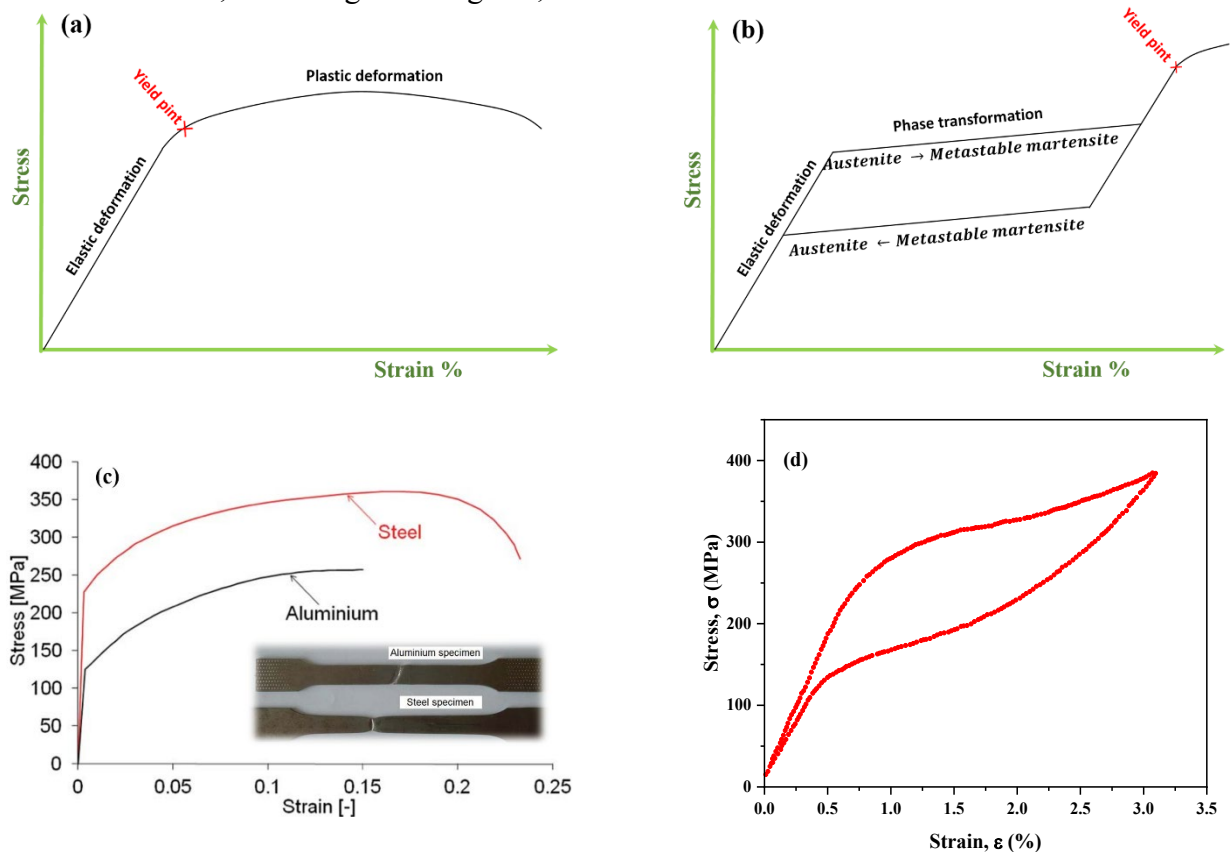 (a)
Yield pint
Plastic deformation
Elastic deformation
Stress
Strain %
(b)
Yield pint
Phase transformation
Austenite → Metastable martensite
Elastic deformation
Austenite ← Metastable martensite
Stress
Strain %
(c)
400
350
300
250
200
150
100
50
0
Stress [MPa]
Steel
Aluminium
Aluminium specimen
Steel specimen
0 0.05 0.1 0.15 0.2 0.25
Strain [-]
(d)
400
300
200
100
0
Stress, σ (MPa)
0.0 0.5 1.0 1.5 2.0 2.5 3.0 3.5
Strain, ε (%)